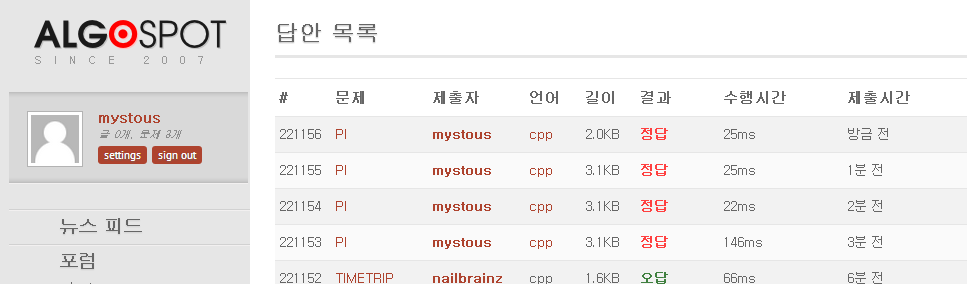 ALGOSPOT
SINCE 2007
mystous
글 0개, 문제 3개
settings sign out
뉴스 피드
포럼
답안 목록
# 문제 제출자 언어 길이 결과 수행시간 제출시간
221156 PI mystous cpp 2.0KB 정답 25ms 방금 전
221155 PI mystous cpp 3.1KB 정답 25ms 1분 전
221154 PI mystous cpp 3.1KB 정답 22ms 2분 전
221153 PI mystous cpp 3.1KB 정답 146ms 3분 전
221152 TIMETRIP nailbrainz cpp 1.6KB 오답 66ms 6분 전